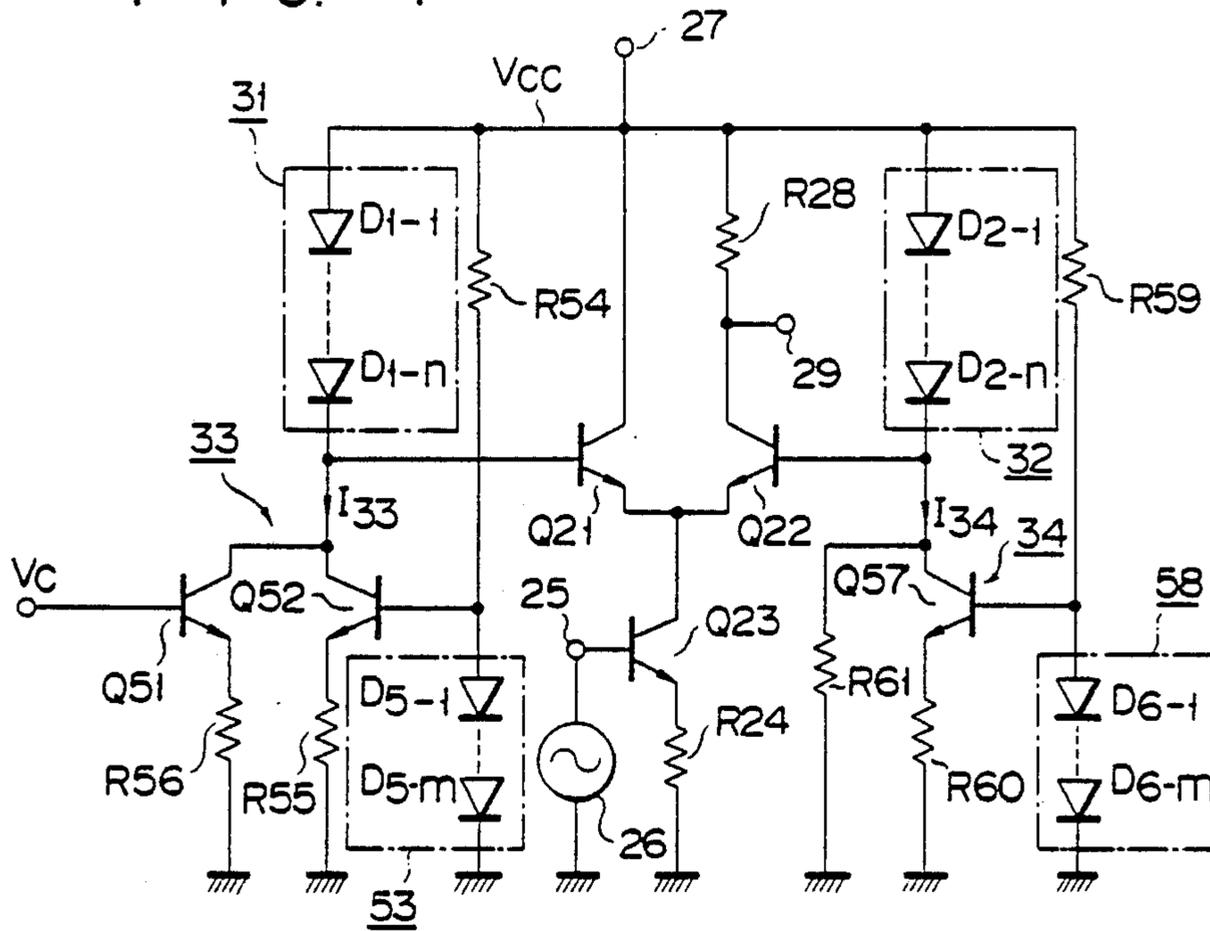 27
VCC
31
D1-1
R54
D1-n
R28
29
D2-1
R59
D2-n
32
33
I33
Q21
Q22
I34
34
VC
Q51
Q52
25
Q23
Q57
58
R56
R55
D5-1
D5-m
53
26
R24
R61
R60
D6-1
D6-m